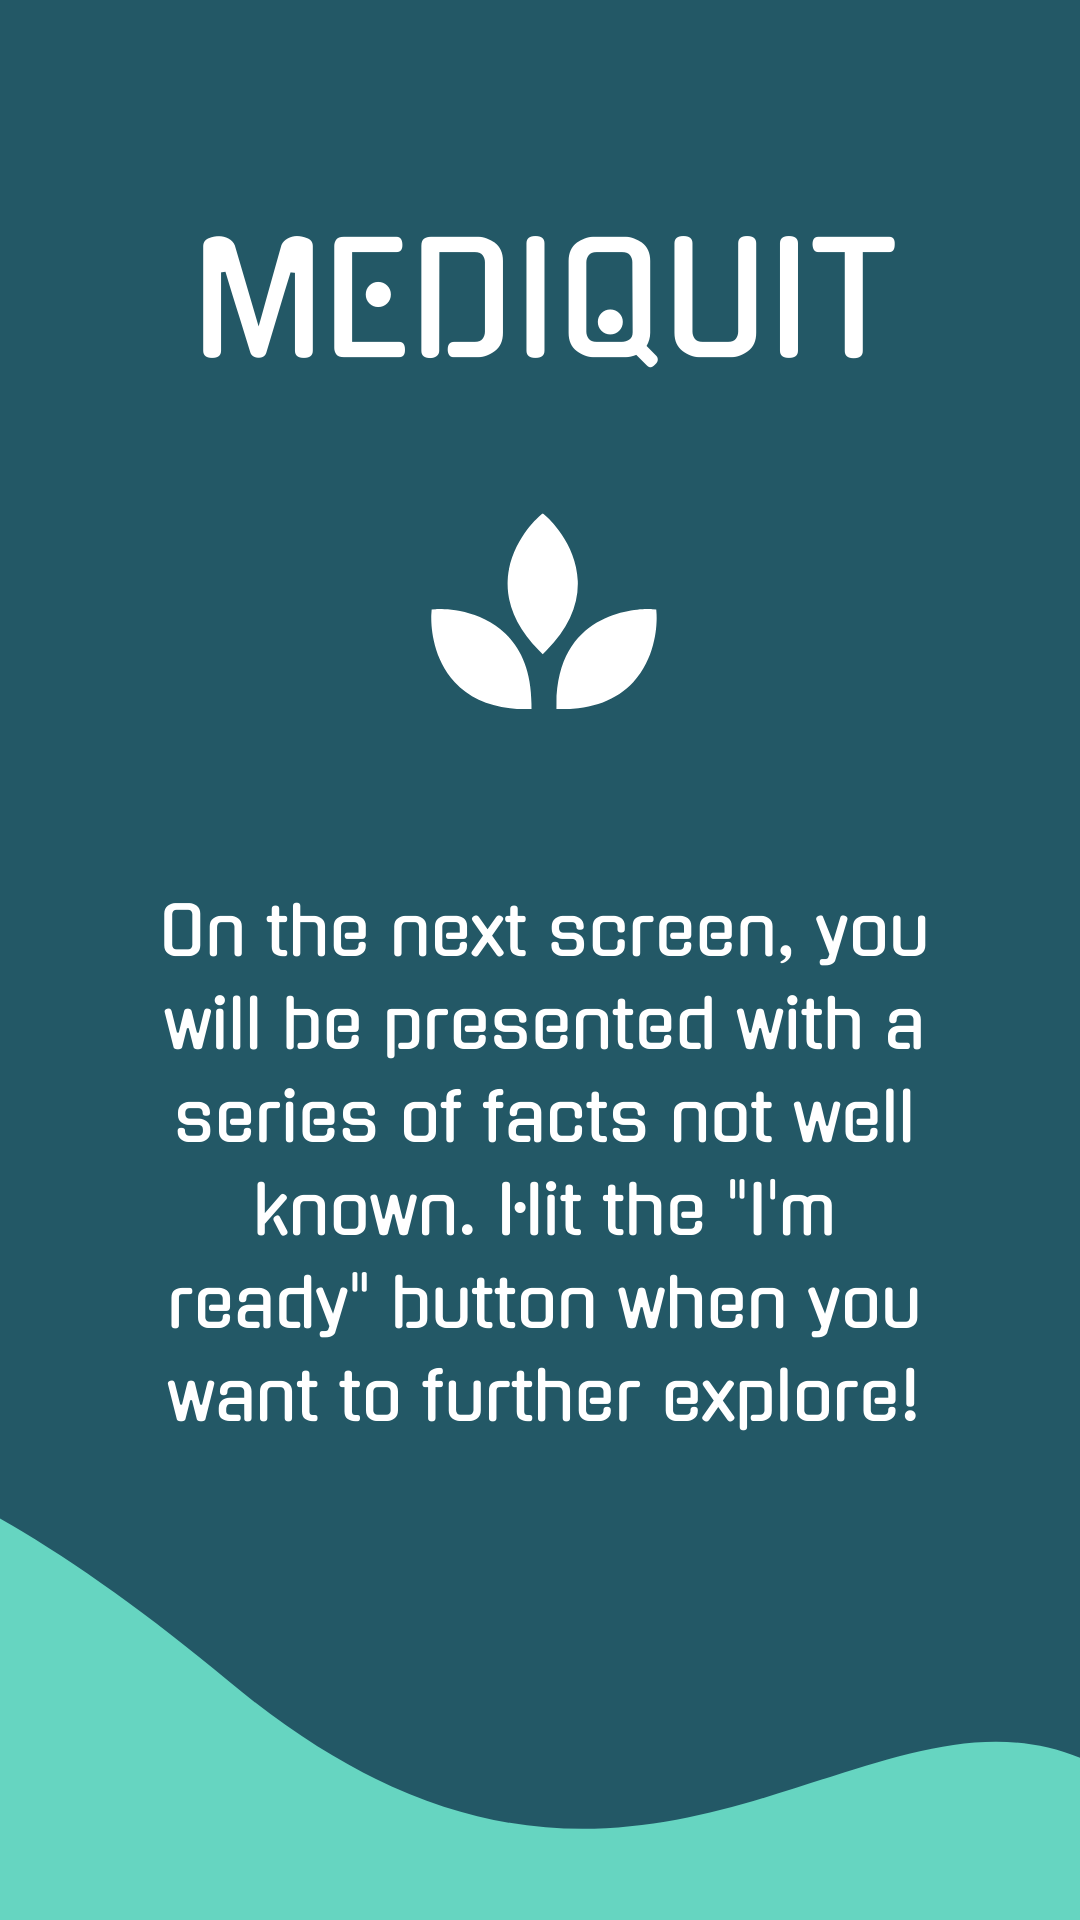 MEDIQUIT
On the next screen, you
will be presented with a
series of facts not well
known. Hit the "I'm
ready" button when you
want to further explore!